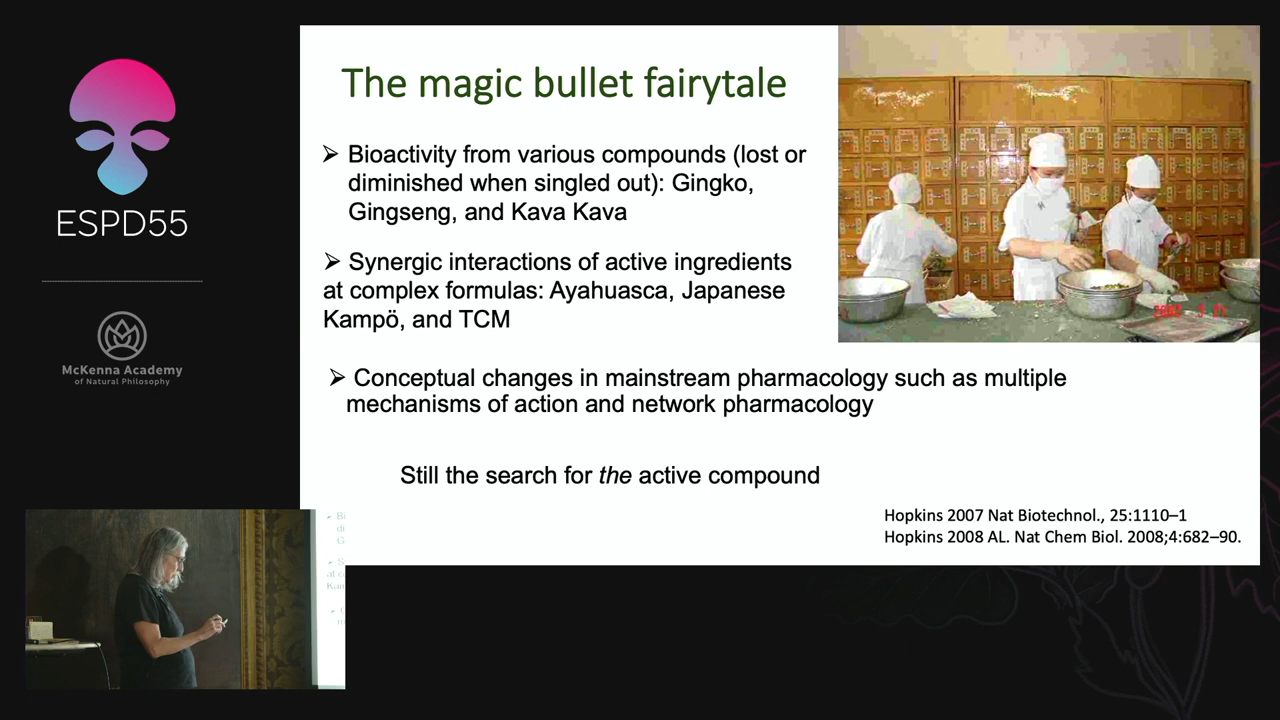 ESPD55
McKenna Academy
of Natural Philosophy
The magic bullet fairytale
➢ Bioactivity from various compounds (lost or
diminished when singled out): Gingko,
Gingseng, and Kava Kava
➢ Synergic interactions of active ingredients
at complex formulas: Ayahuasca, Japanese
Kampö, and TCM
➢ Conceptual changes in mainstream pharmacology such as multiple
mechanisms of action and network pharmacology
Still the search for the active compound
Hopkins 2007 Nat Biotechnol., 25:1110–1
Hopkins 2008 AL. Nat Chem Biol. 2008;4:682–90.